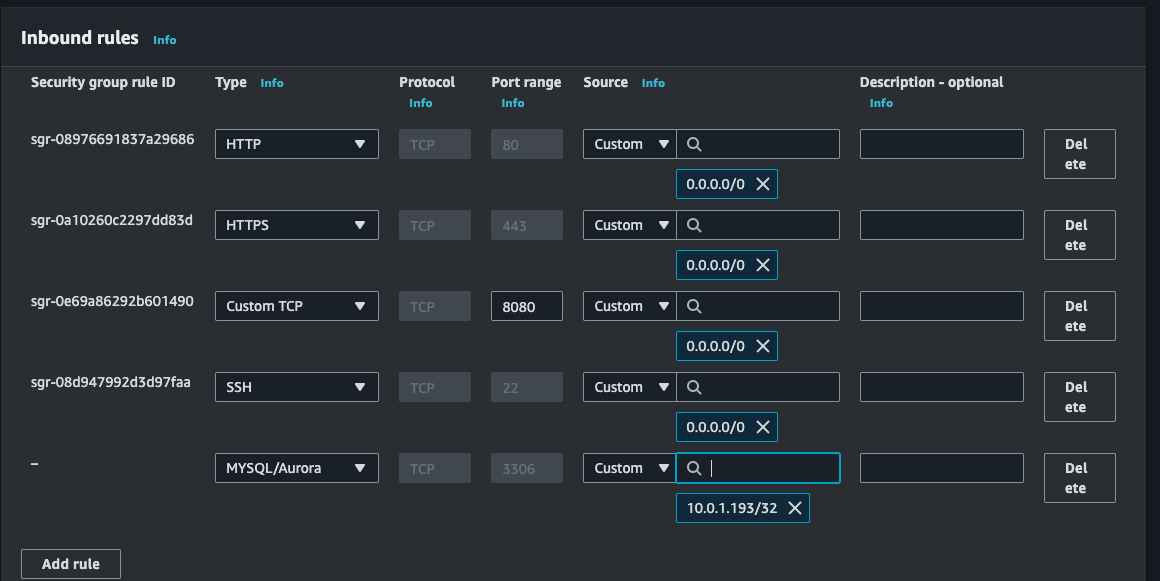 Inbound rules Info
Security group rule ID Type Info Protocol Info Port range Info Source Info Description - optional Info
sgr-08976691837a29686 HTTP TCP 80 Custom Delete
0.0.0.0/0
sgr-0a10260c2297dd83d HTTPS TCP 443 Custom Delete
0.0.0.0/0
sgr-0e69a86292b601490 Custom TCP TCP 8080 Custom Delete
0.0.0.0/0
sgr-08d947992d3d97faa SSH TCP 22 Custom Delete
0.0.0.0/0
– MYSQL/Aurora TCP 3306 Custom Delete
10.0.1.193/32
Add rule